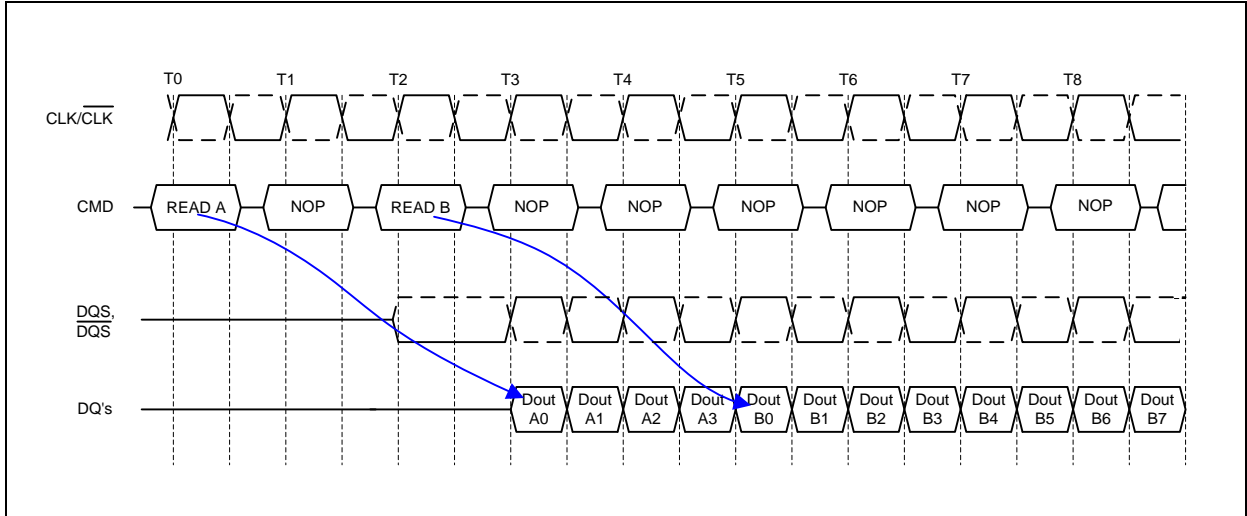 T0 T1 T2 T3 T4 T5 T6 T7 T8
CLK/CLK
CMD READ A NOP READ B NOP NOP NOP NOP NOP NOP
DQS,
DQS
DQ's
Dout Dout Dout Dout Dout Dout Dout Dout Dout Dout Dout Dout
A0 A1 A2 A3 B0 B1 B2 B3 B4 B5 B6 B7